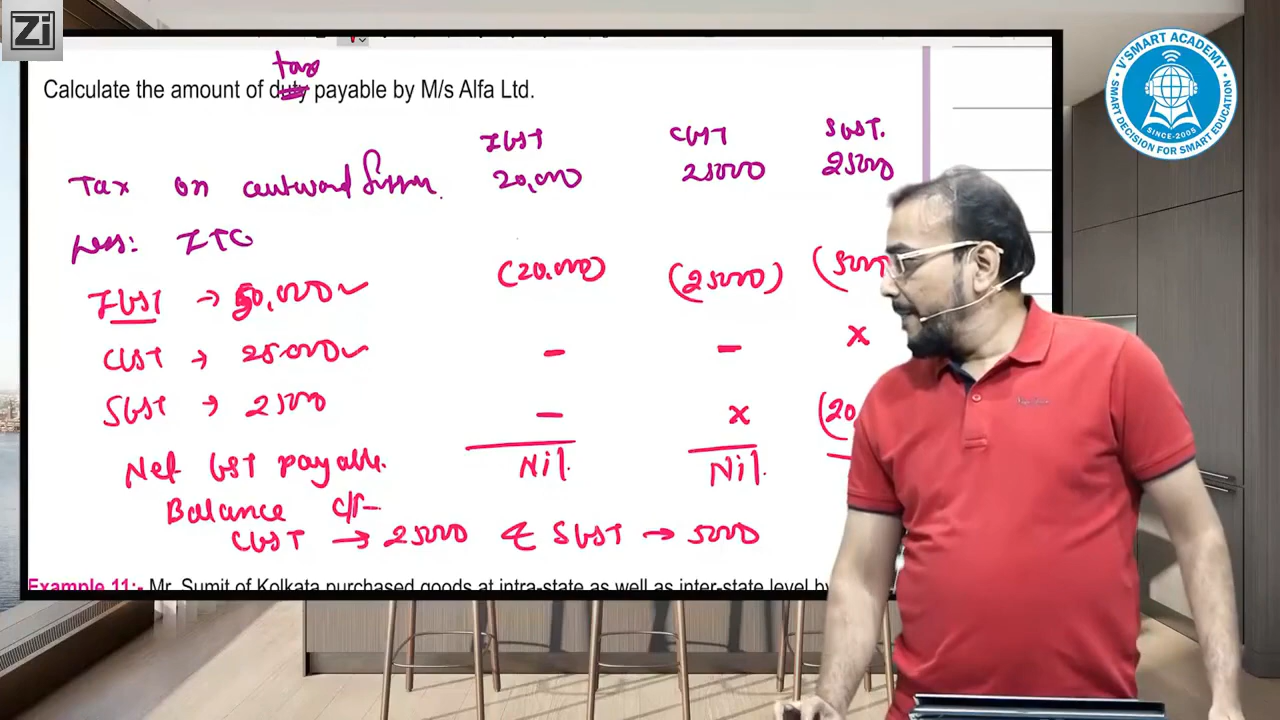 Zi
tax
Calculate the amount of duty payable by M/s Alfa Ltd.
IGST CGST SGST.
Tax on outward 20,000 25000 25000
Less: ITC
(20,000) (25000) (5000
IGST → 50,000 ✓
CGST → 25000 ✓ - - x
SGST → 25000 - x (20,
Net GST payable. Nil. Nil.
Balance c/f-
CGST → 25000 & SGST → 5000
Example 11:- Mr. Sumit of Kolkata purchased goods at intra-state as well as inter-state level by
V'SMART ACADEMY
SINCE-2005
SMART DECISION FOR SMART EDUCATION